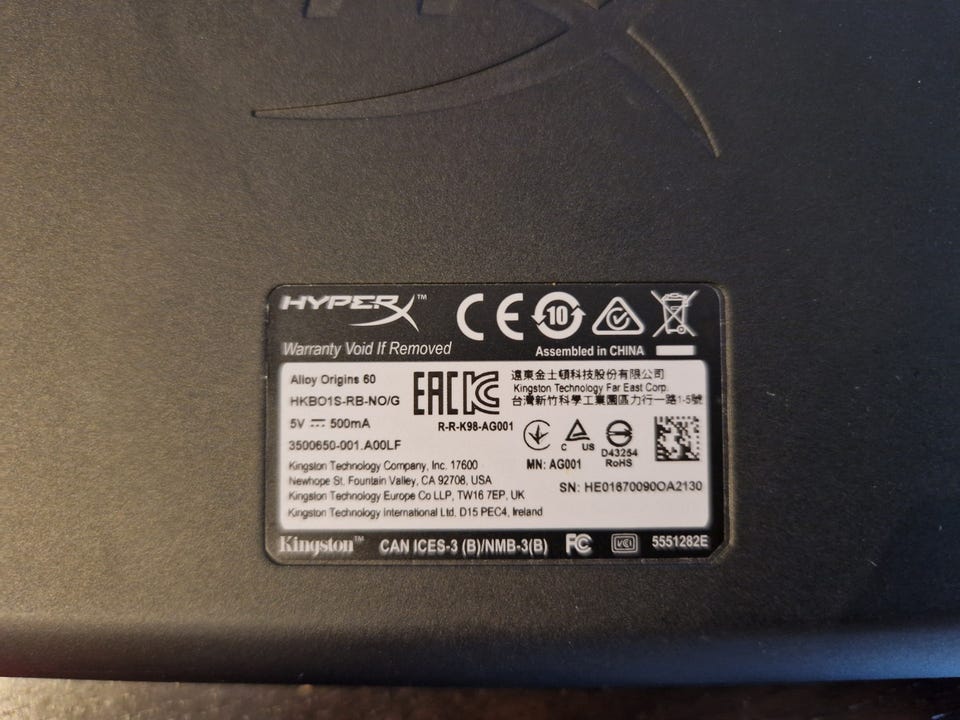 HYPERX™
CE 10
Warranty Void If Removed
Assembled in CHINA
Alloy Origins 60
HKBO1S-RB-NO/G
5V ⎓ 500mA
3500650-001.A00LF
Kingston Technology Company, Inc. 17600
Newhope St. Fountain Valley, CA 92708, USA
Kingston Technology Europe Co LLP, TW16 7EP, UK
Kingston Technology International Ltd. D15 PEC4, Ireland
EAC KC
R-R-K98-AG001
遠東金士頓科技股份有限公司
Kingston Technology Far East Corp.
台灣新竹科學工業園區力行一路1-5號
C US
D43254
RoHS
MN: AG001
SN: HE01670090OA2130
Kingston™
CAN ICES-3 (B)/NMB-3(B)
FC
VCI
5551282E